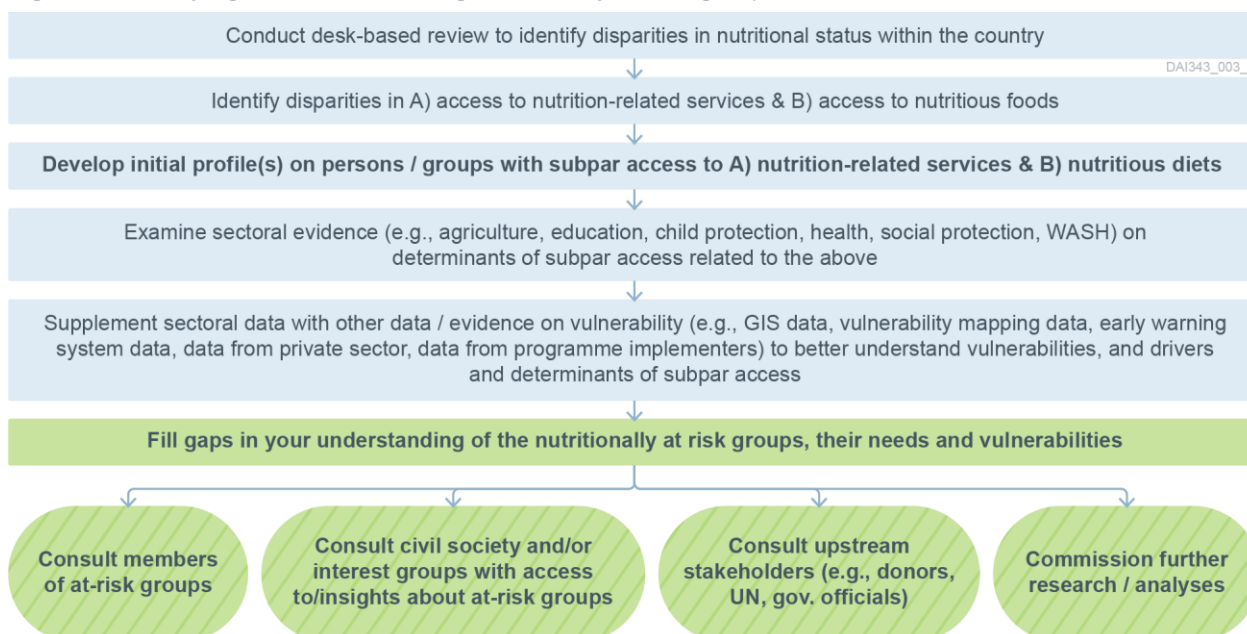 Conduct desk-based review to identify disparities in nutritional status within the country
DAI343_003_
Identify disparities in A) access to nutrition-related services & B) access to nutritious foods
Develop initial profile(s) on persons / groups with subpar access to A) nutrition-related services & B) nutritious diets
Examine sectoral evidence (e.g., agriculture, education, child protection, health, social protection, WASH) on
determinants of subpar access related to the above
Supplement sectoral data with other data / evidence on vulnerability (e.g., GIS data, vulnerability mapping data, early warning
system data, data from private sector, data from programme implementers) to better understand vulnerabilities, and drivers
and determinants of subpar access
Fill gaps in your understanding of the nutritionally at risk groups, their needs and vulnerabilities
Consult members
of at-risk groups
Consult civil society and/or
interest groups with access
to/insights about at-risk groups
Consult upstream
stakeholders (e.g., donors,
UN, gov. officials)
Commission further
research / analyses